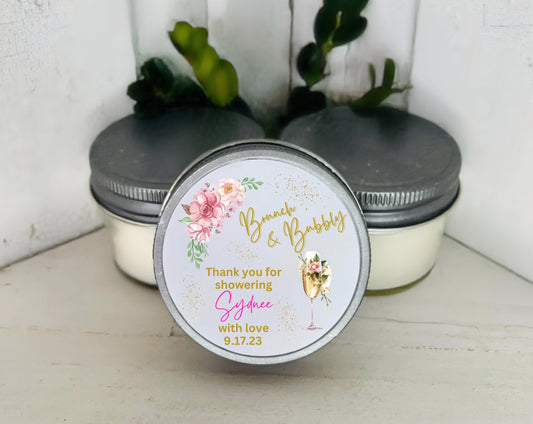 Brunch
& Bubbly
Thank you for
showering
Sydnee
with love
9.17.23